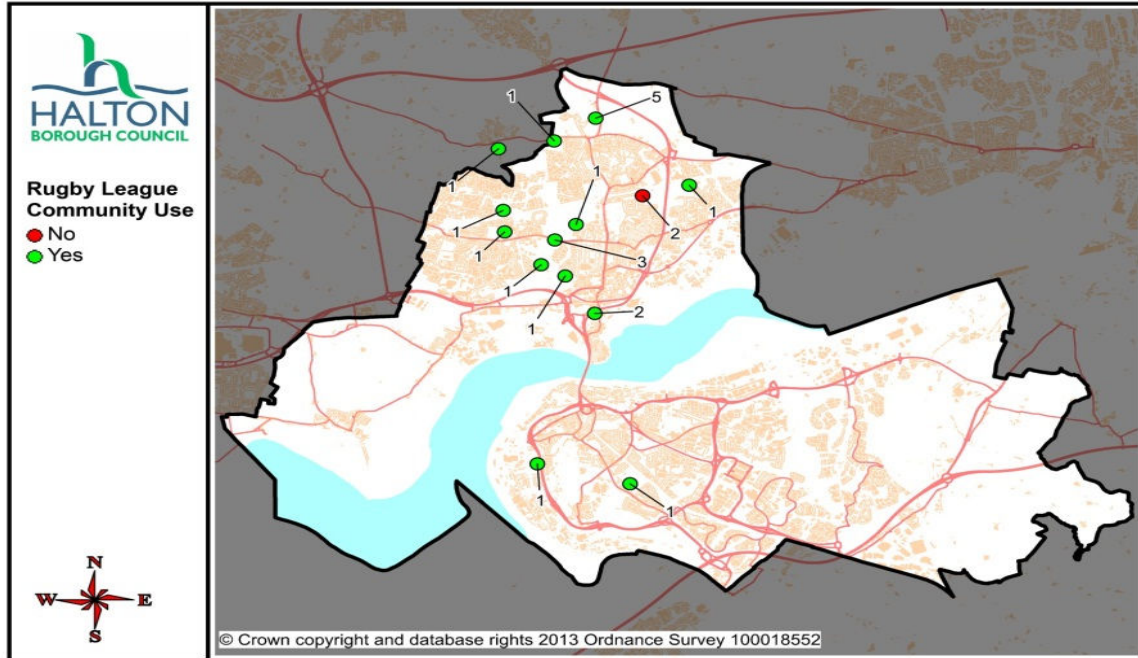 HALTON
BOROUGH COUNCIL
Rugby League
Community Use
No
Yes
N
W
E
S
1
5
1
1
1
1
2
1
1
3
1
1
2
1
1
© Crown copyright and database rights 2013 Ordnance Survey 100018552